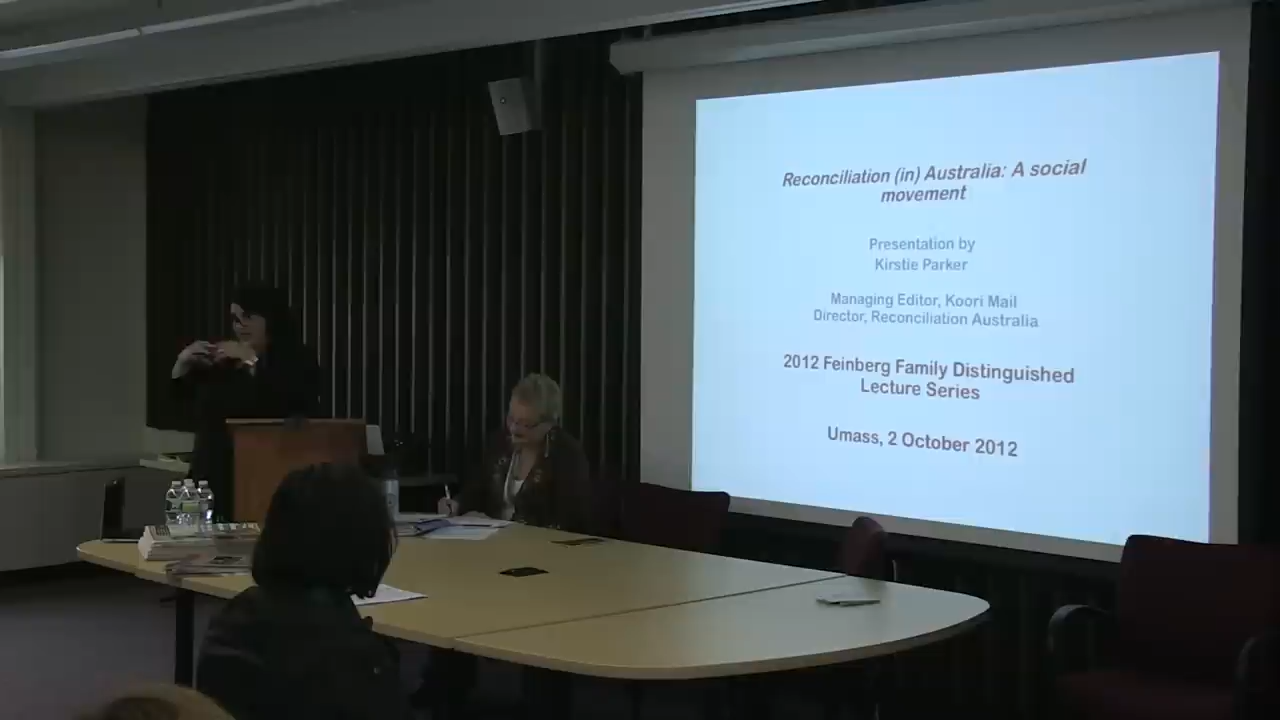 Reconciliation (in) Australia: A social
movement
Presentation by
Kirstie Parker
Managing Editor, Koori Mail
Director, Reconciliation Australia
2012 Feinberg Family Distinguished
Lecture Series
Umass, 2 October 2012